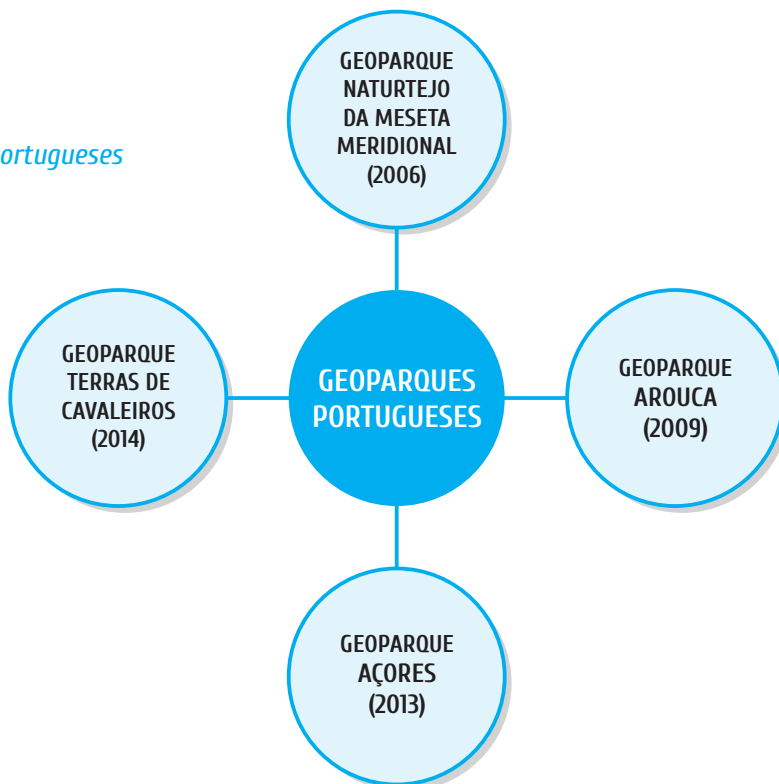 GEOPARQUE
NATURTEJO
DA MESETA
MERIDIONAL
(2006)
ortugueses
GEOPARQUE
TERRAS DE
CAVALEIROS
(2014)
GEOPARQUES
PORTUGUESES
GEOPARQUE
AROUCA
(2009)
GEOPARQUE
AÇORES
(2013)